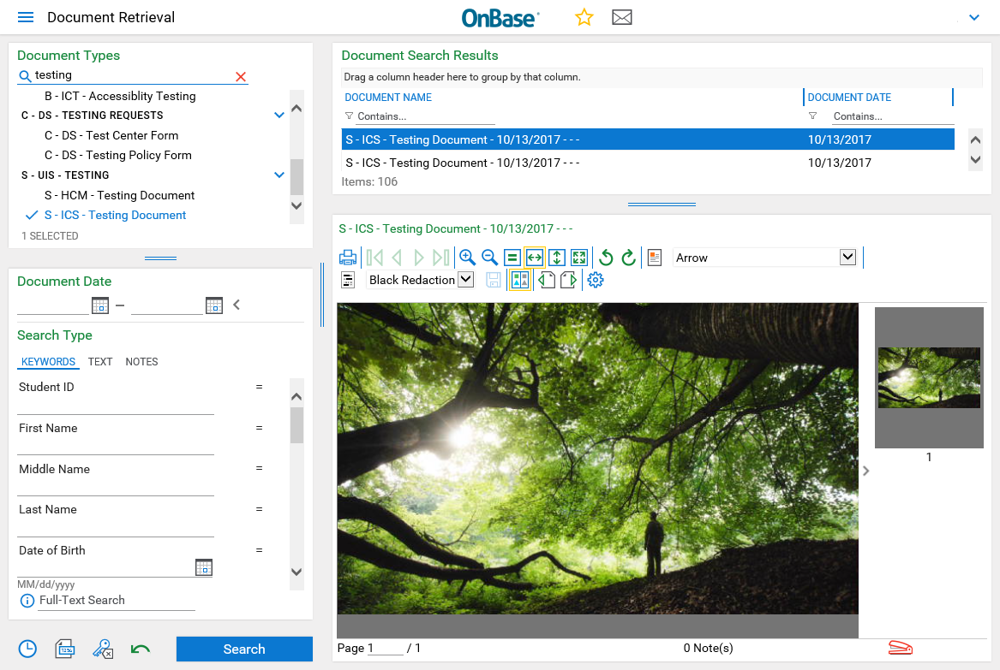 Document Retrieval
OnBase
Document Types
testing
B - ICT - Accessiblity Testing
C - DS - TESTING REQUESTS
C - DS - Test Center Form
C - DS - Testing Policy Form
S - UIS - TESTING
S - HCM - Testing Document
S - ICS - Testing Document
1 SELECTED
Document Date
–
Search Type
KEYWORDS TEXT NOTES
Student ID =
First Name =
Middle Name =
Last Name =
Date of Birth =
MM/dd/yyyy
Full-Text Search
Search
Document Search Results
Drag a column header here to group by that column.
DOCUMENT NAME DOCUMENT DATE
Contains... Contains...
S - ICS - Testing Document - 10/13/2017 - - - 10/13/2017
S - ICS - Testing Document - 10/13/2017 - - - 10/13/2017
Items: 106
S - ICS - Testing Document - 10/13/2017 - - -
Arrow
Black Redaction
1
Page 1 / 1 0 Note(s)